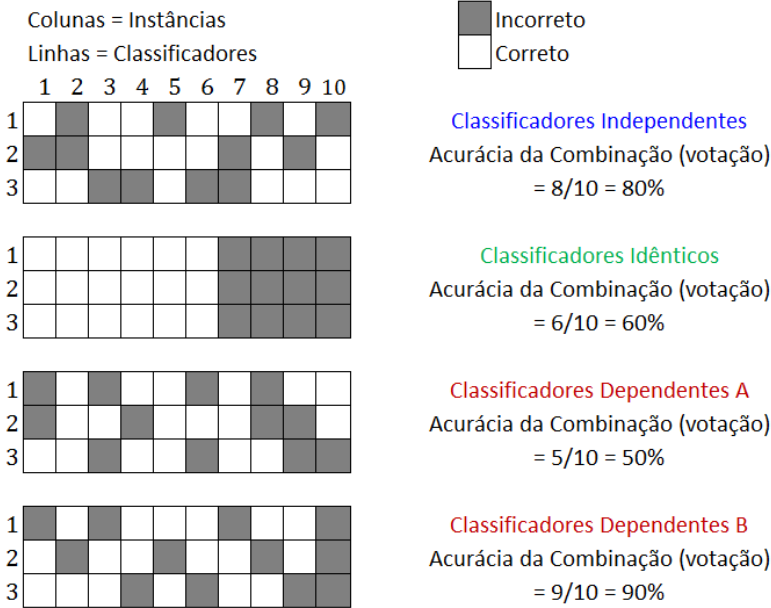 Colunas = Instâncias
Linhas = Classificadores
Incorreto
Correto
1 2 3 4 5 6 7 8 9 10
1
2
3
Classificadores Independentes
Acurácia da Combinação (votação)
= 8/10 = 80%
1
2
3
Classificadores Idênticos
Acurácia da Combinação (votação)
= 6/10 = 60%
1
2
3
Classificadores Dependentes A
Acurácia da Combinação (votação)
= 5/10 = 50%
1
2
3
Classificadores Dependentes B
Acurácia da Combinação (votação)
= 9/10 = 90%